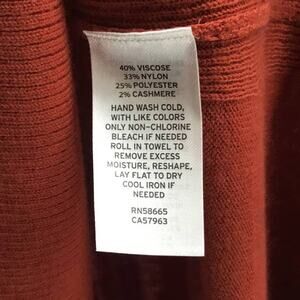 40% VISCOSE
33% NYLON
25% POLYESTER
2% CASHMERE
HAND WASH COLD,
WITH LIKE COLORS
ONLY NON-CHLORINE
BLEACH IF NEEDED
ROLL IN TOWEL TO
REMOVE EXCESS
MOISTURE, RESHAPE,
LAY FLAT TO DRY
COOL IRON IF
NEEDED
RN58665
CA57963